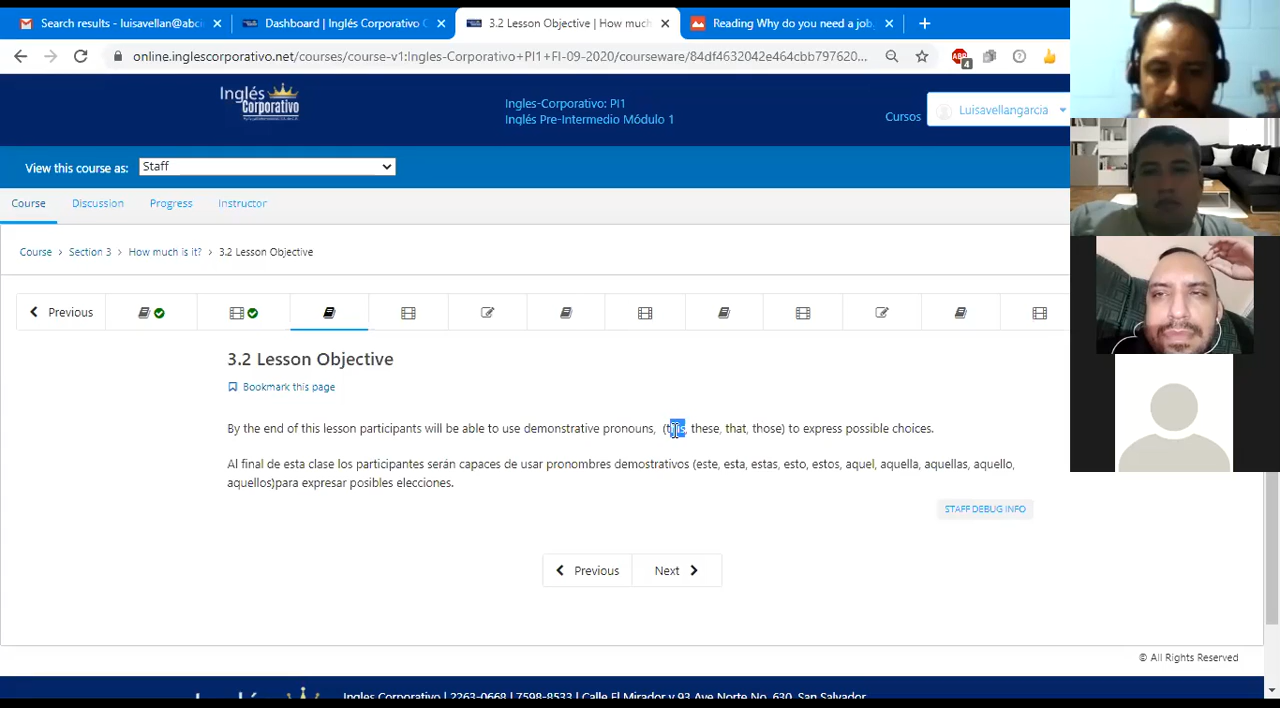 Search results - luisavellan@abci
Dashboard | Inglés Corporativo C
3.2 Lesson Objective | How much
Reading Why do you need a job,
online.inglescorporativo.net/courses/course-v1:Ingles-Corporativo+PI1+FI-09-2020/courseware/84df4632042e464cbb797620...
ABP
4
Inglés
Corporativo
Ingles-Corporativo: PI1
Inglés Pre-Intermedio Módulo 1
Cursos
Luisavellangarcia
View this course as:
Staff
Course
Discussion
Progress
Instructor
Course > Section 3 > How much is it? > 3.2 Lesson Objective
Previous
3.2 Lesson Objective
Bookmark this page
By the end of this lesson participants will be able to use demonstrative pronouns, (this, these, that, those) to express possible choices.
Al final de esta clase los participantes serán capaces de usar pronombres demostrativos (este, esta, estas, esto, estos, aquel, aquella, aquellas, aquello,
aquellos)para expresar posibles elecciones.
STAFF DEBUG INFO
Previous
Next
© All Rights Reserved
Ingles Corporativo | 2263-0668 | 7598-8533 | Calle El Mirador y 93 Ave Norte No. 630, San Salvador